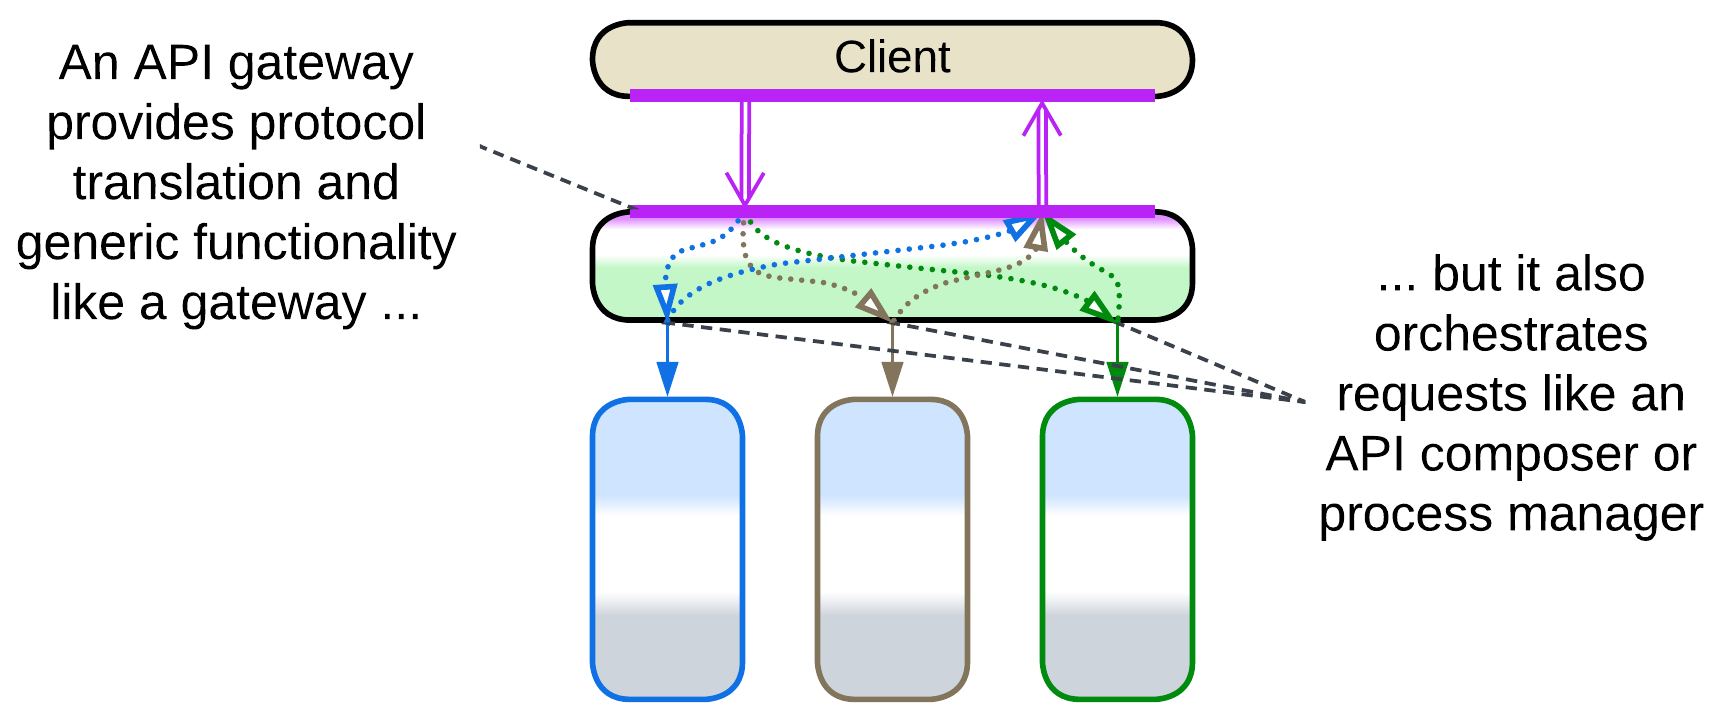 An API gateway
provides protocol
translation and
generic functionality
like a gateway ...
Client
... but it also
orchestrates
requests like an
API composer or
process manager